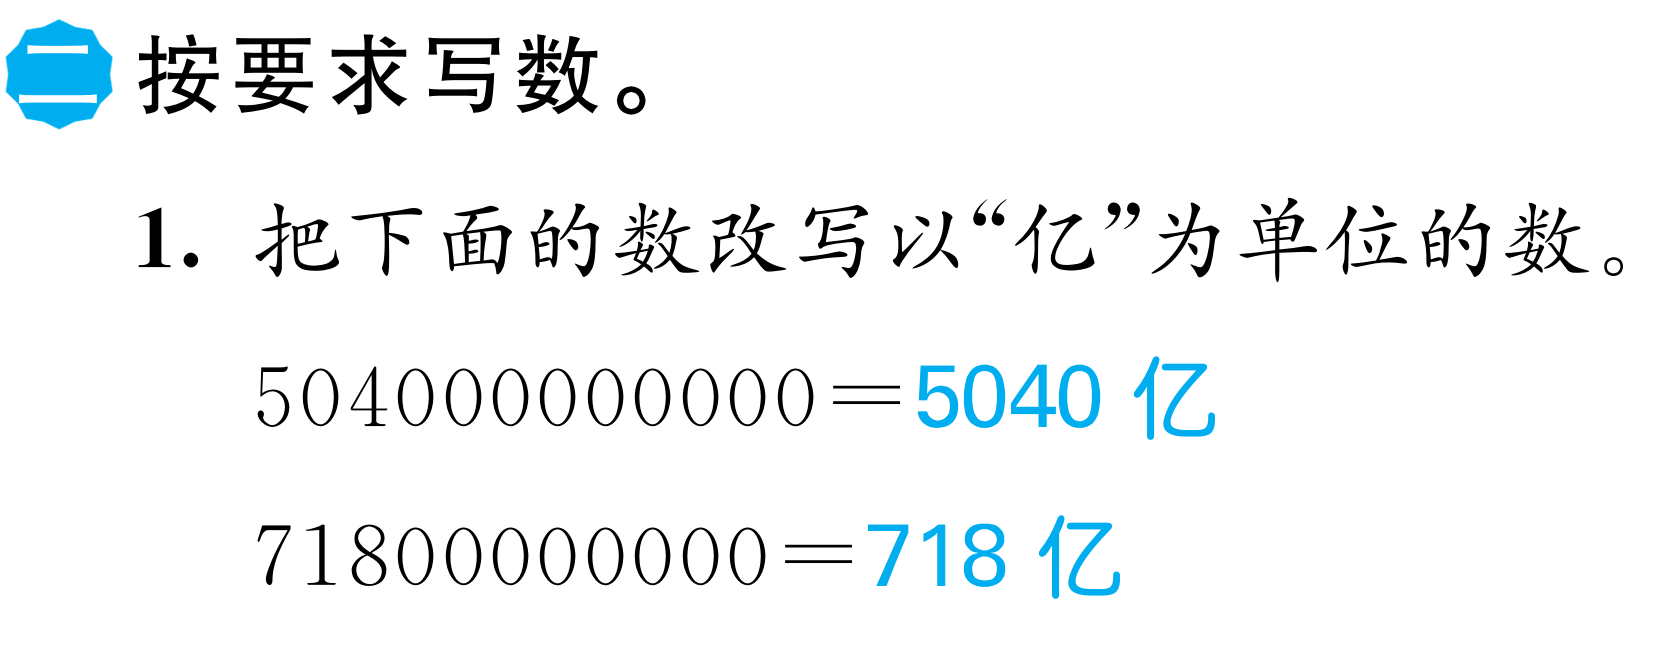 二 按要求写数。
1. 把下面的数改写以“亿”为单位的数。
504000000000=5040 亿
71800000000=718 亿